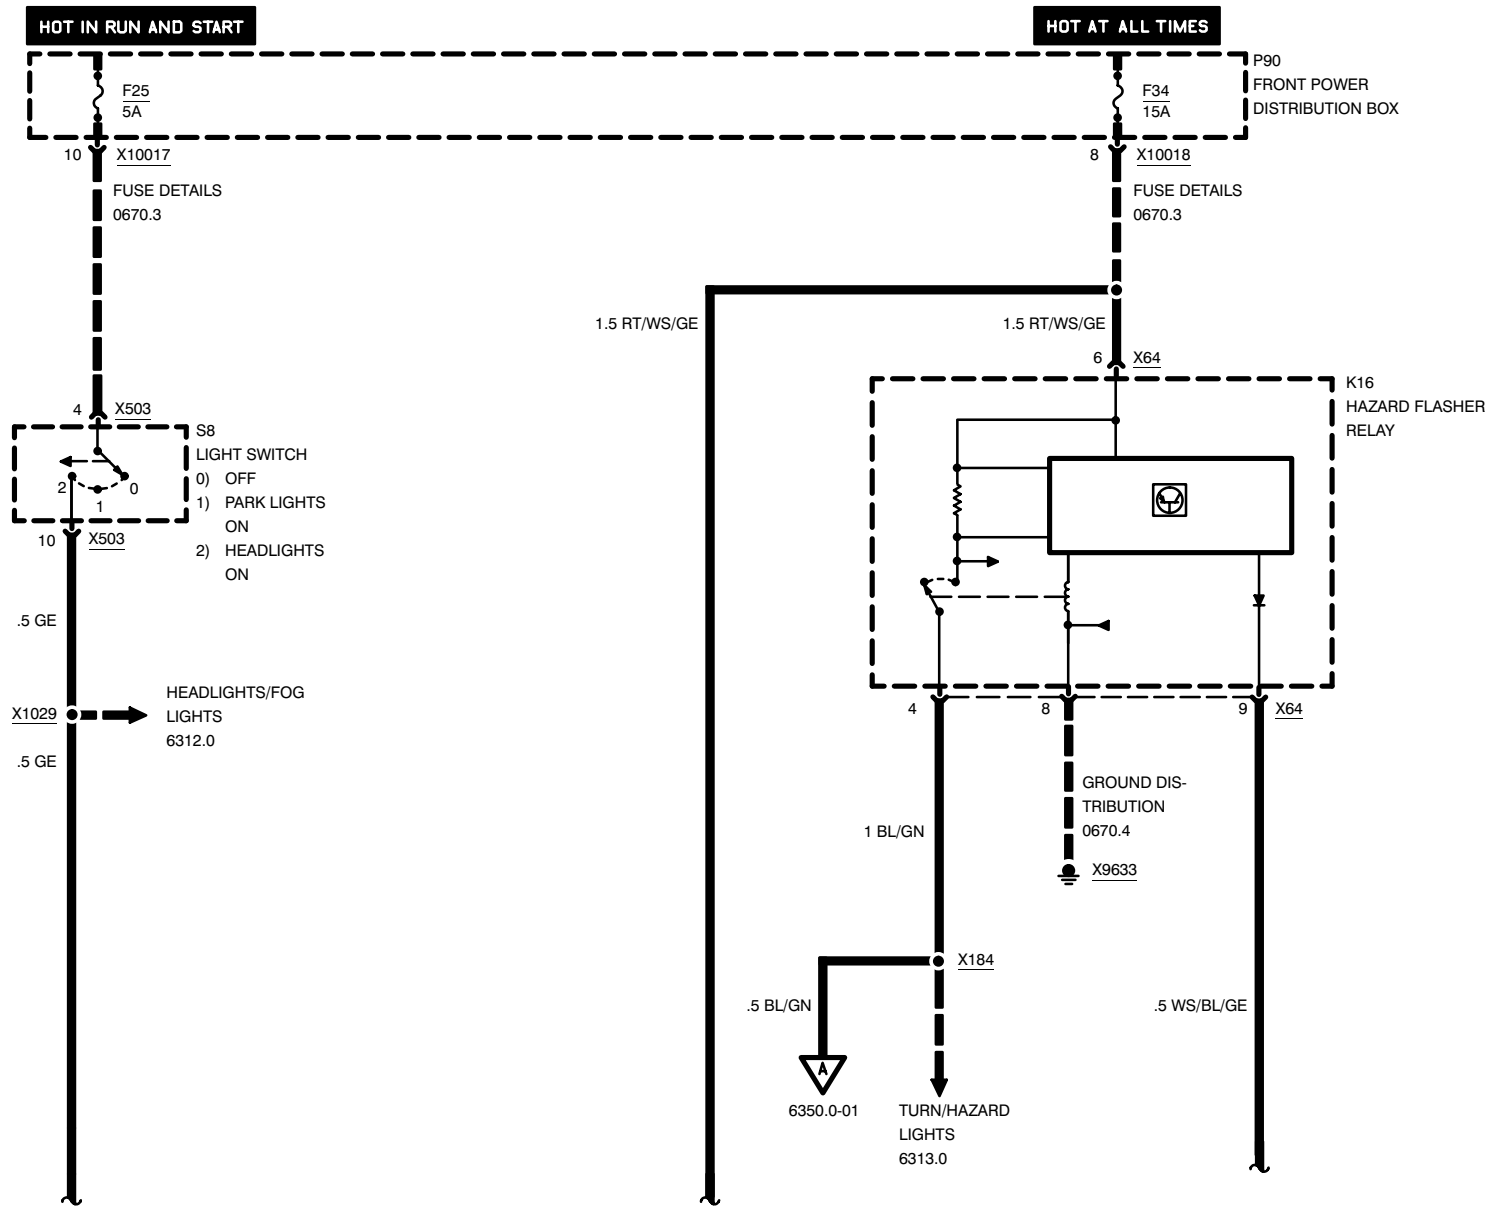 HOT IN RUN AND START
HOT AT ALL TIMES
P90
FRONT POWER
DISTRIBUTION BOX
F25
5A
F34
15A
10 X10017
8 X10018
FUSE DETAILS
0670.3
FUSE DETAILS
0670.3
1.5 RT/WS/GE
1.5 RT/WS/GE
6 X64
K16
HAZARD FLASHER
RELAY
4 X503
S8
LIGHT SWITCH
0) OFF
1) PARK LIGHTS
ON
2) HEADLIGHTS
ON
2
0
1
10 X503
.5 GE
HEADLIGHTS/FOG
LIGHTS
6312.0
X1029
.5 GE
4
8
9 X64
GROUND DIS-
TRIBUTION
0670.4
1 BL/GN
X9633
X184
.5 BL/GN
.5 WS/BL/GE
A
6350.0-01
TURN/HAZARD
LIGHTS
6313.0